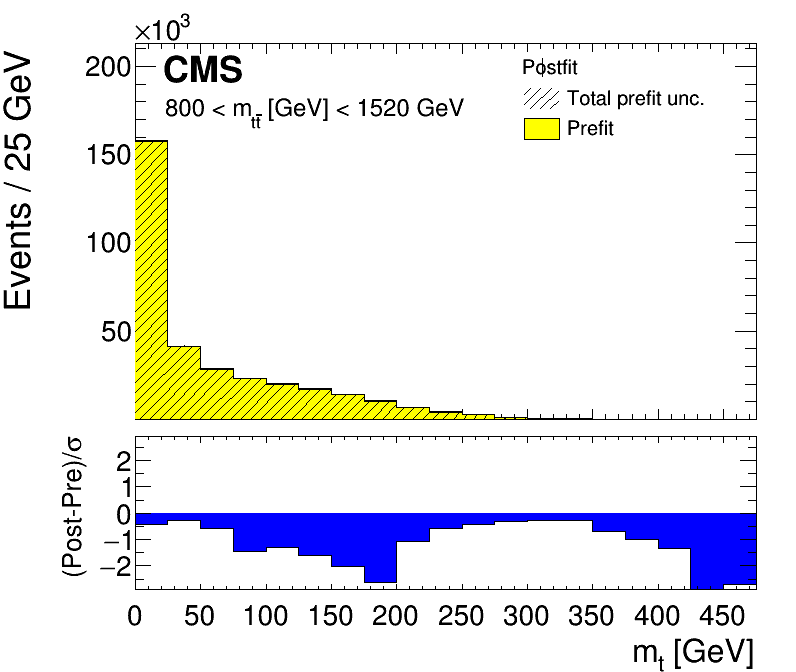 ×10³
Events / 25 GeV
200
150
100
50
CMS
800 < m_tt̄ [GeV] < 1520 GeV
Postfit
Total prefit unc.
Prefit
(Post-Pre)/σ
2
1
0
−1
−2
0 50 100 150 200 250 300 350 400 450
m_t [GeV]